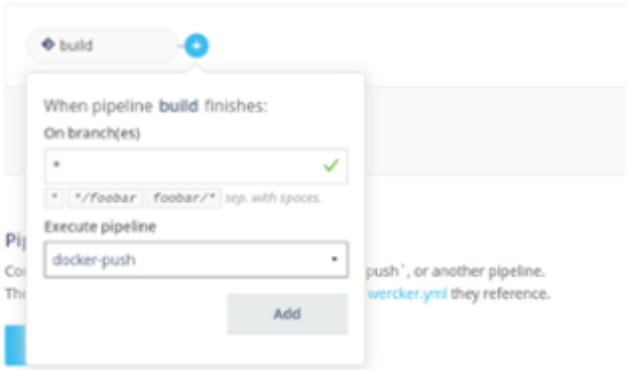 build
+
When pipeline build finishes:
On branch(es)
*
* */foobar foobar/* sep. with spaces.
Execute pipeline
docker-push
Add
Pi
Co
push`, or another pipeline.
The
wercker.yml they reference.